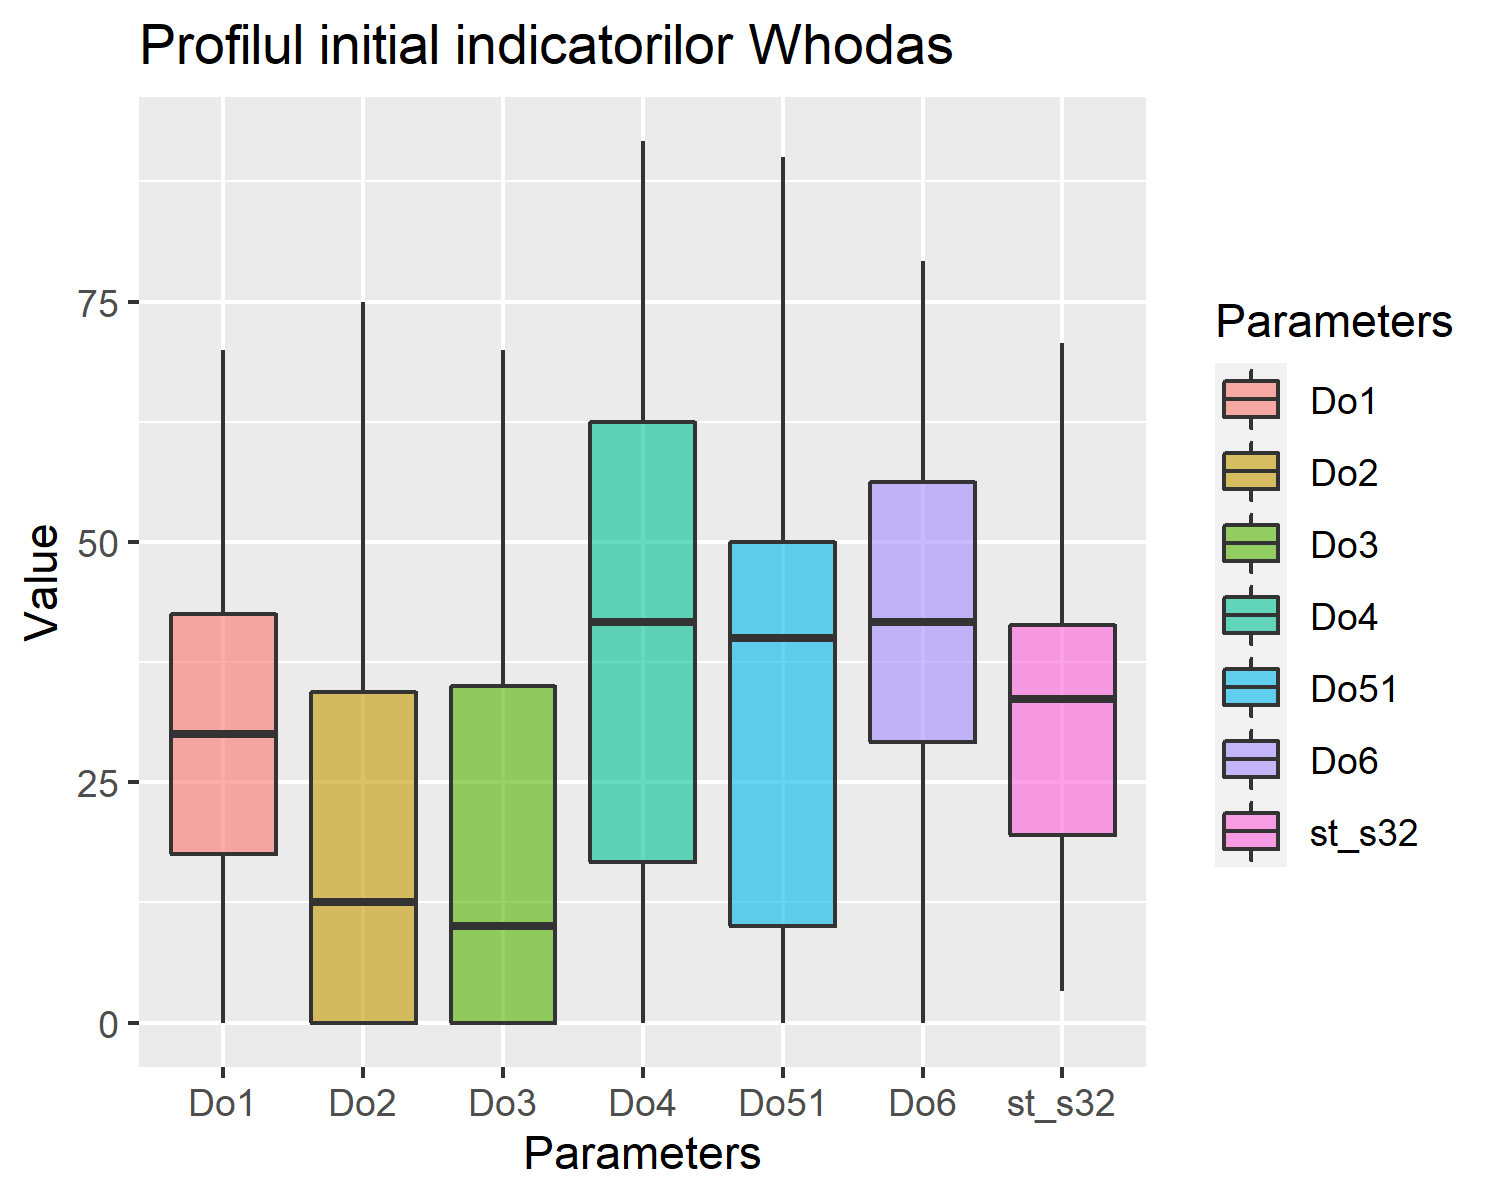 Profilul initial indicatorilor Whodas
Value
75
50
25
0
Do1 Do2 Do3 Do4 Do51 Do6 st_s32
Parameters
Parameters
Do1
Do2
Do3
Do4
Do51
Do6
st_s32